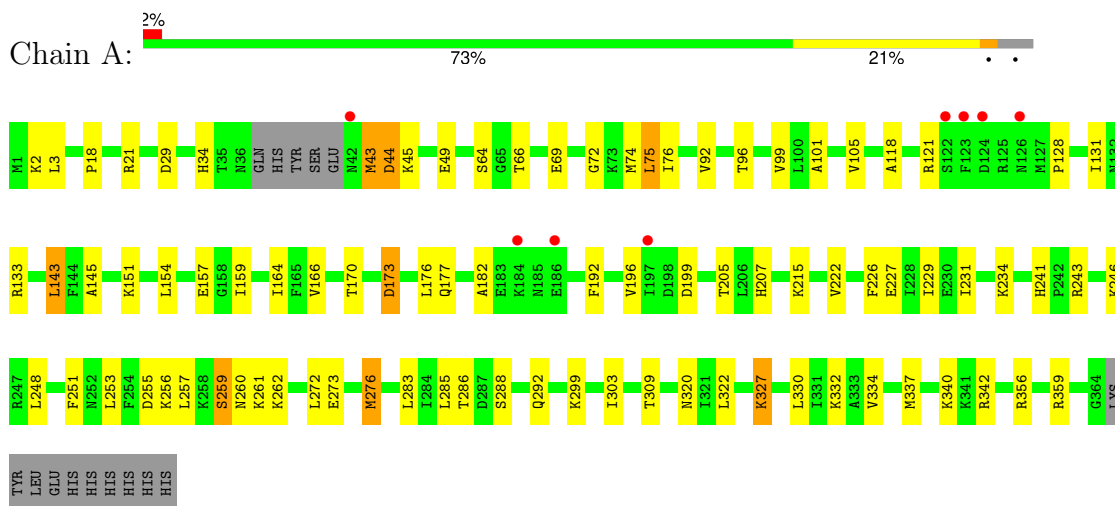 2%
Chain A:
73% 21% • •
M1 K2 L3 P18 R21 D29 H34 T35 N36 GLN HIS TYR SER GLU N42 M43 D44 K45 E49 S64 G65 T66 E69 G72 K73 M74 L75 I76 V92 T96 V99 L100 A101 V105 A118 R121 S122 F123 D124 R125 N126 M127 P128 I131 N132
R133 L143 F144 A145 K151 L154 E157 G158 I159 I164 F165 V166 T170 D173 L176 Q177 A182 E183 K184 N185 E186 F192 V196 I197 D198 D199 T205 L206 H207 K215 V222 F226 E227 I228 I229 E230 I231 K234 H241 P242 R243 K246
R247 L248 F251 N252 L253 F254 D255 K256 L257 K258 S259 N260 K261 K262 L272 E273 M276 L283 I284 L285 T286 D287 S288 Q292 K299 I303 T309 N320 I321 L322 K327 L330 I331 K332 A333 V334 M337 K340 K341 R342 R356 R359 G364 LYS
TYR LEU GLU HIS HIS HIS HIS HIS HIS